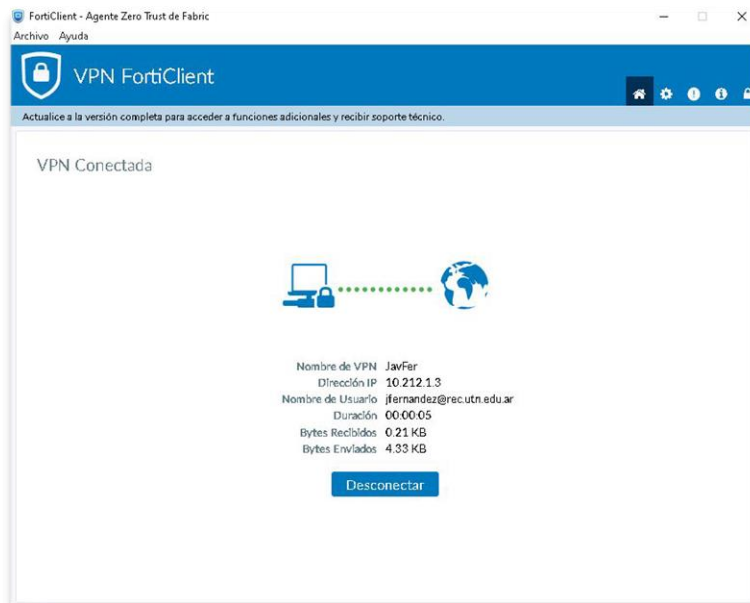 FortiClient - Agente Zero Trust de Fabric
Archivo Ayuda
VPN FortiClient
Actualice a la versión completa para acceder a funciones adicionales y recibir soporte técnico.
VPN Conectada
Nombre de VPN JavFer
Dirección IP 10.212.1.3
Nombre de Usuario jfernandez@rec.utn.edu.ar
Duración 00:00:05
Bytes Recibidos 0.21 KB
Bytes Enviados 4.33 KB
Desconectar